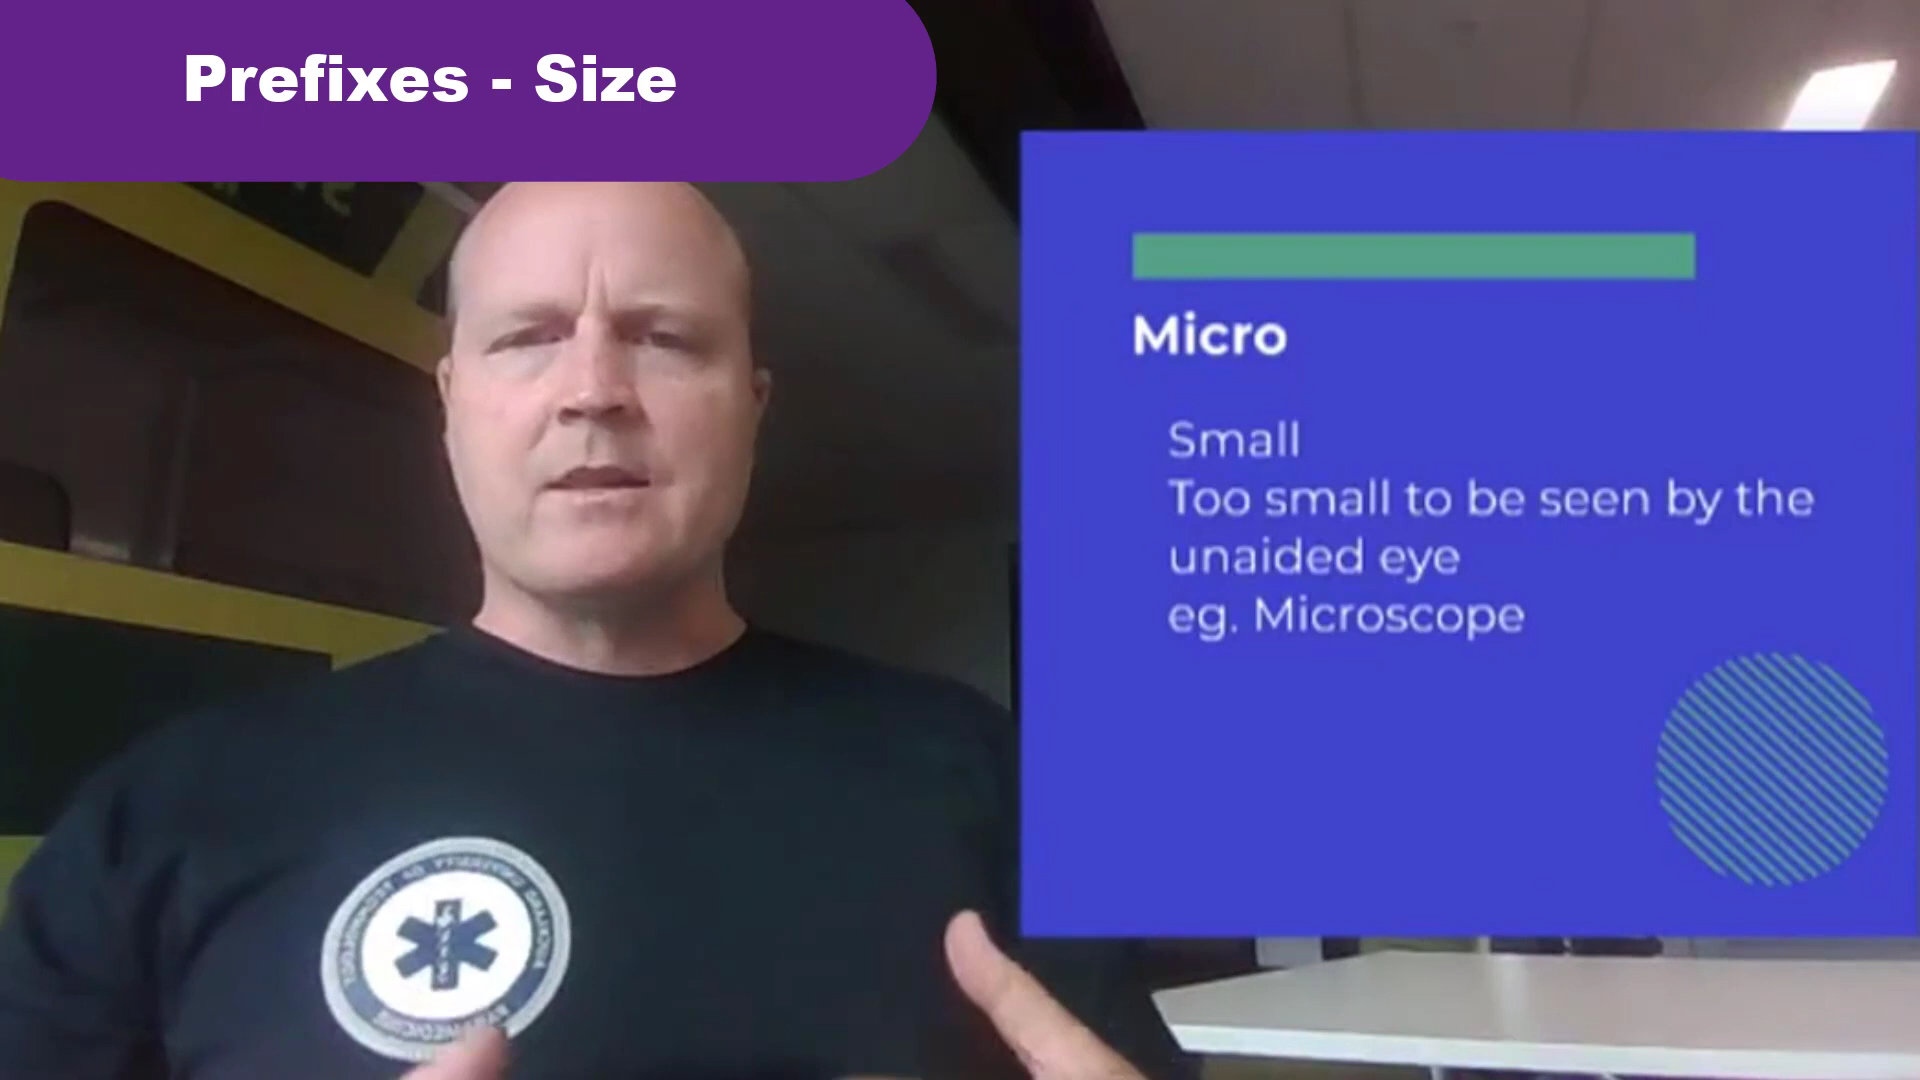 Prefixes - Size
Micro
Small
Too small to be seen by the
unaided eye
eg. Microscope